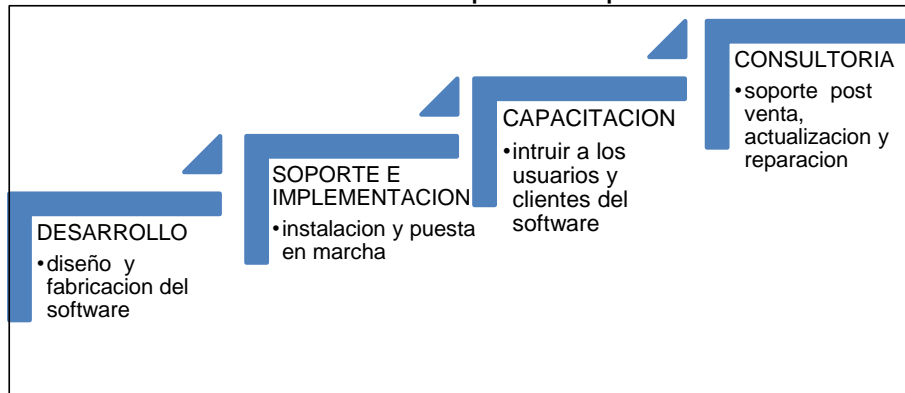 DESARROLLO
•diseño y
fabricacion del
software
SOPORTE E
IMPLEMENTACION
•instalacion y puesta
en marcha
CAPACITACION
•intruir a los
usuarios y
clientes del
software
CONSULTORIA
•soporte post
venta,
actualizacion y
reparacion